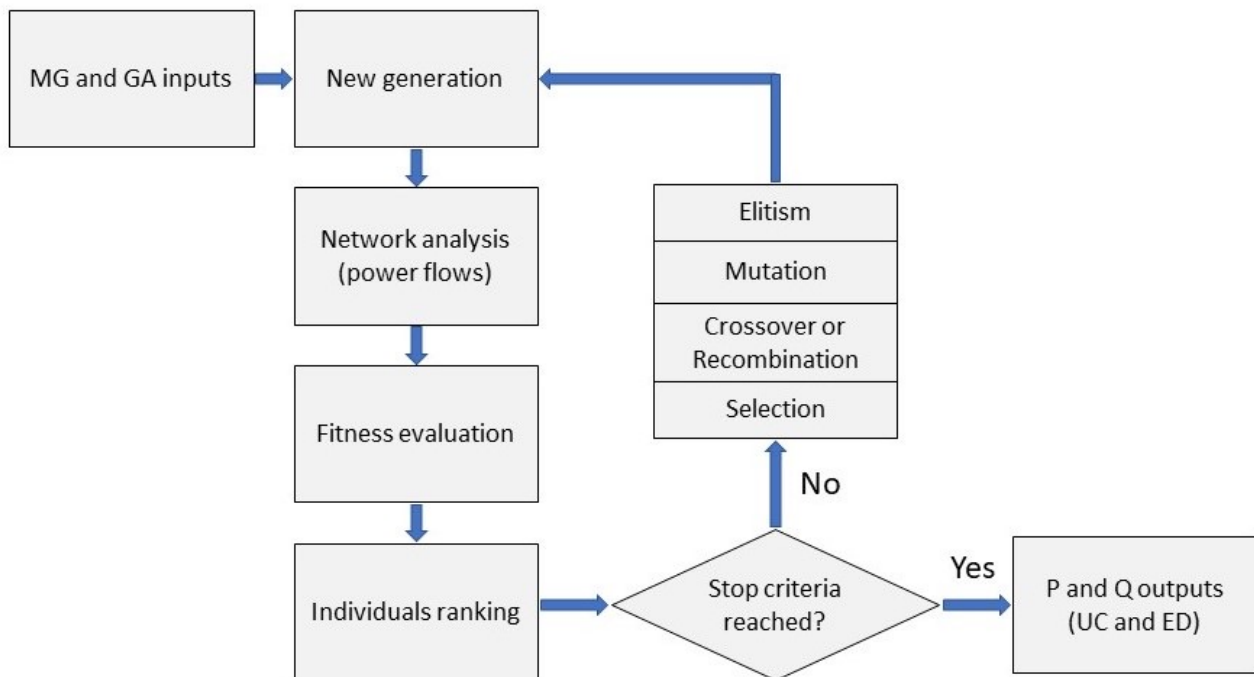 MG and GA inputs
New generation
Network analysis
(power flows)
Fitness evaluation
Individuals ranking
Stop criteria
reached?
No
Elitism
Mutation
Crossover or
Recombination
Selection
Yes
P and Q outputs
(UC and ED)